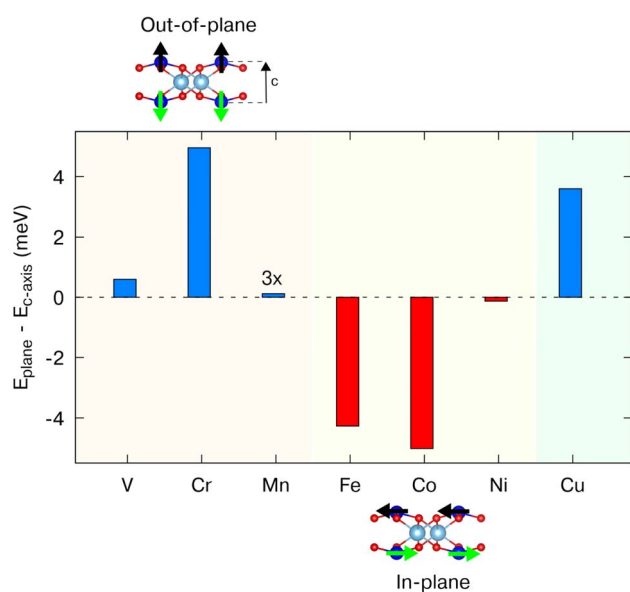 Out-of-plane
c
E_plane - E_c-axis (meV)
4
2
0
-2
-4
3x
V Cr Mn Fe Co Ni Cu
In-plane